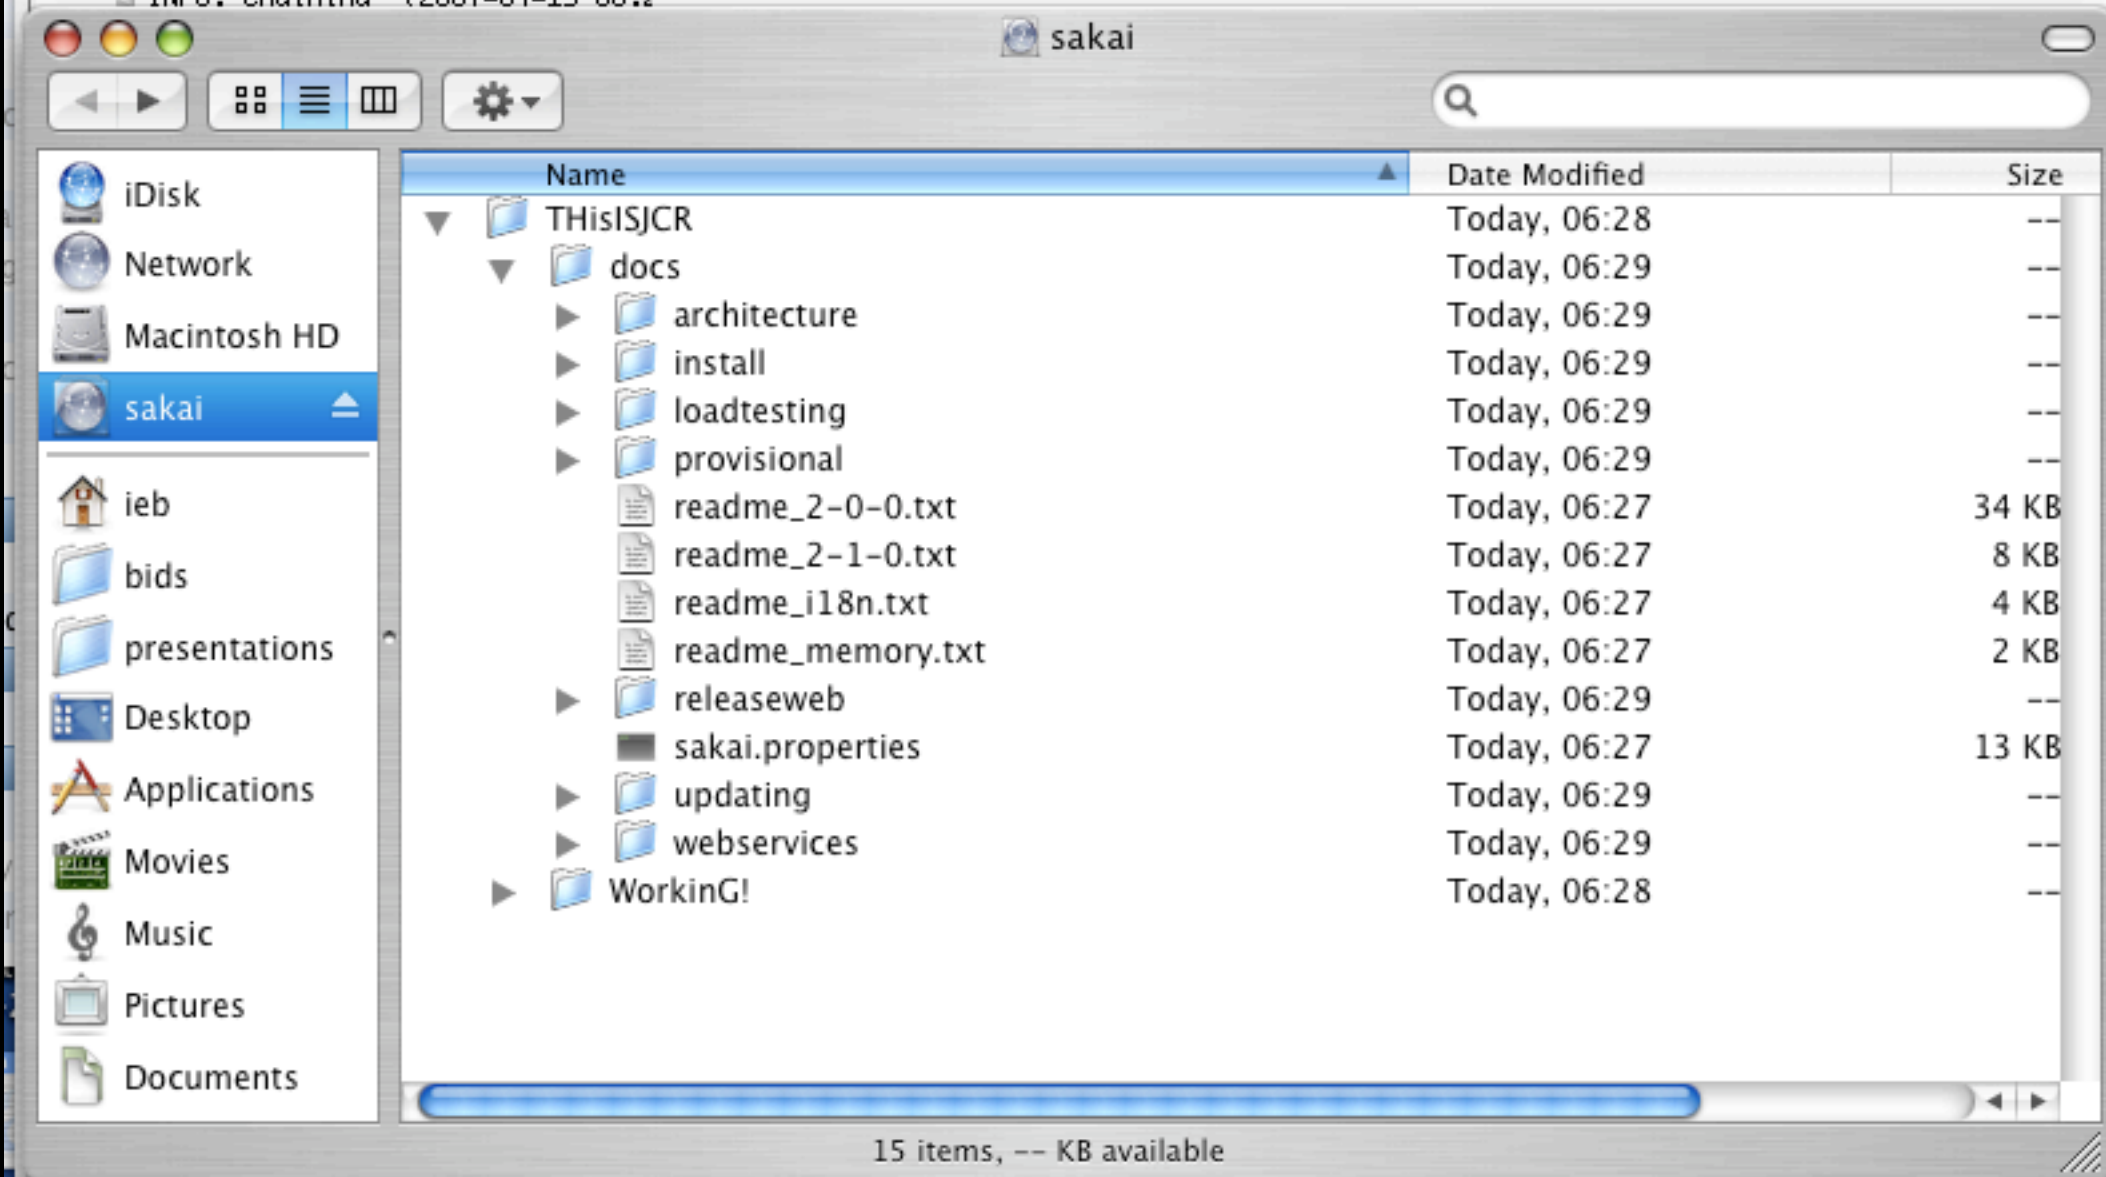 sakai
iDisk
Network
Macintosh HD
sakai
ieb
bids
presentations
Desktop
Applications
Movies
Music
Pictures
Documents
Name Date Modified Size
THisISJCR Today, 06:28 --
docs Today, 06:29 --
architecture Today, 06:29 --
install Today, 06:29 --
loadtesting Today, 06:29 --
provisional Today, 06:29 --
readme_2-0-0.txt Today, 06:27 34 KB
readme_2-1-0.txt Today, 06:27 8 KB
readme_i18n.txt Today, 06:27 4 KB
readme_memory.txt Today, 06:27 2 KB
releaseweb Today, 06:29 --
sakai.properties Today, 06:27 13 KB
updating Today, 06:29 --
webservices Today, 06:29 --
WorkinG! Today, 06:28 --
15 items, -- KB available